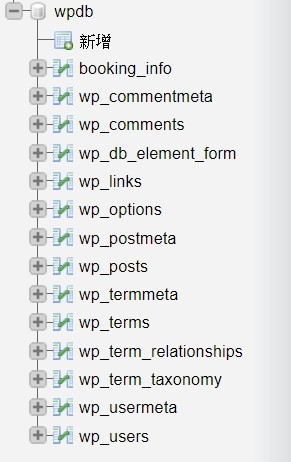 wpdb
新增
booking_info
wp_commentmeta
wp_comments
wp_db_element_form
wp_links
wp_options
wp_postmeta
wp_posts
wp_termmeta
wp_terms
wp_term_relationships
wp_term_taxonomy
wp_usermeta
wp_users